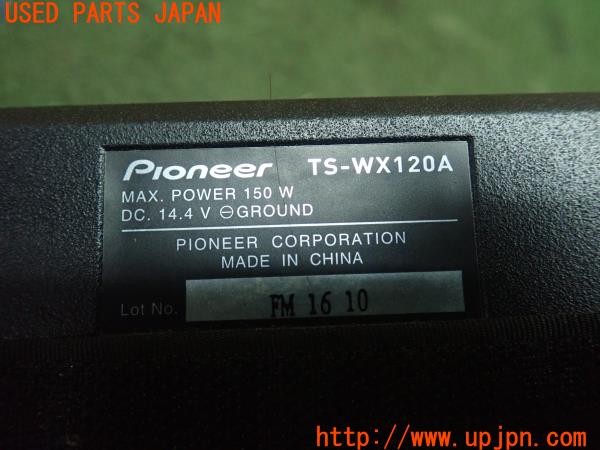 USED PARTS JAPAN
Pioneer TS-WX120A
MAX. POWER 150 W
DC. 14.4 V ⊖GROUND
PIONEER CORPORATION
MADE IN CHINA
Lot No. FM 16 10
http://www.upjpn.com/